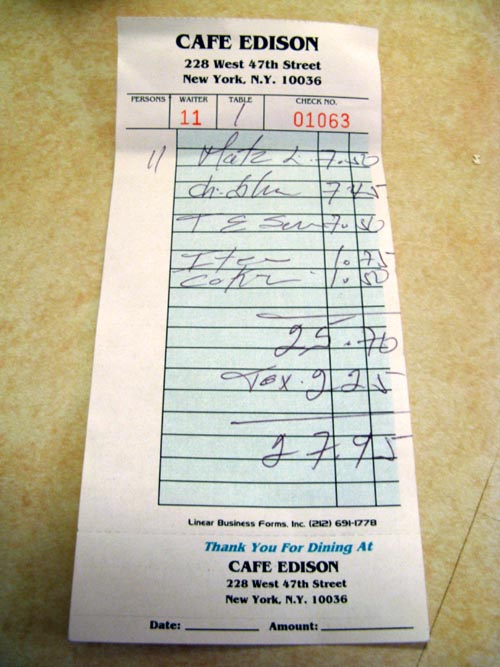 CAFE EDISON
228 West 47th Street
New York, N.Y. 10036
PERSONS WAITER TABLE CHECK NO.
11 1 01063
11 Matz 7.50
ch. 7.45
T E 7.50
1.75
1.50
25.70
Tax. 2 25
27.95
Linear Business Forms. Inc. (212) 691-1778
Thank You For Dining At
CAFE EDISON
228 West 47th Street
New York, N.Y. 10036
Date: Amount: